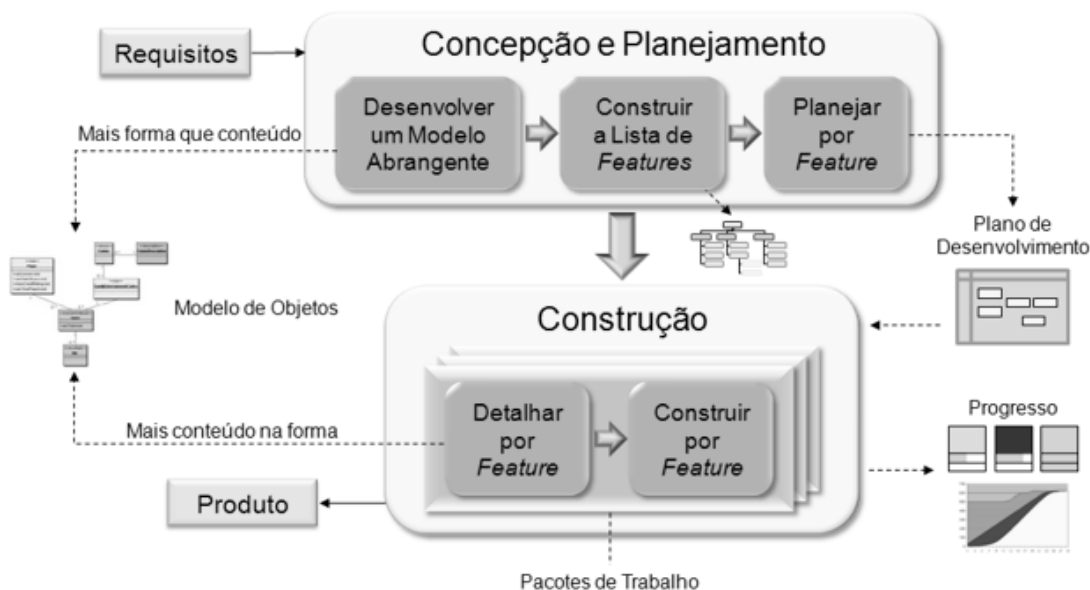 Concepção e Planejamento
Requisitos
Desenvolver
um Modelo
Abrangente
Construir
a Lista de
Features
Planejar
por
Feature
Mais forma que conteúdo
Plano de
Desenvolvimento
Modelo de Objetos
Construção
Detalhar
por
Feature
Construir
por
Feature
Mais conteúdo na forma
Progresso
Produto
Pacotes de Trabalho